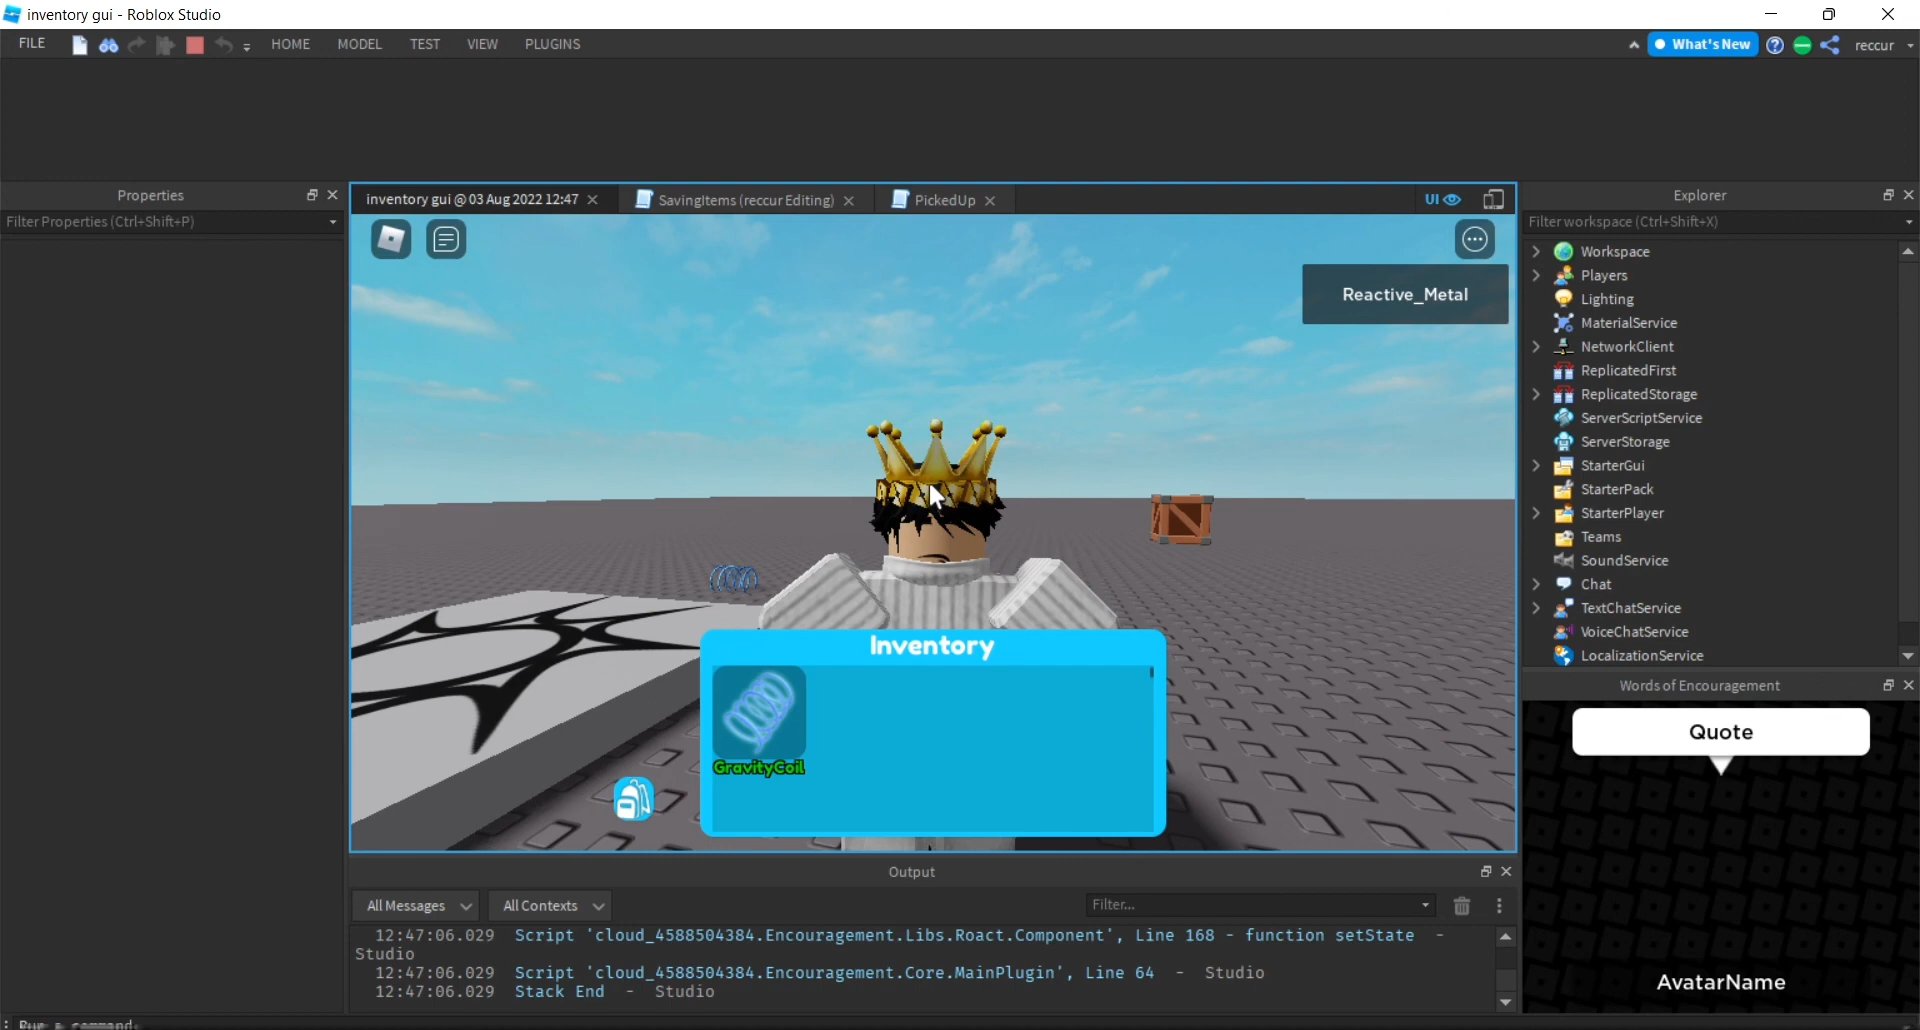 inventory gui - Roblox Studio
FILE HOME MODEL TEST VIEW PLUGINS What's New reccur
Properties
Filter Properties (Ctrl+Shift+P)
inventory gui @ 03 Aug 2022 12:47
SavingItems (reccur Editing)
PickedUp
UI
Reactive_Metal
Inventory
GravityCoil
Explorer
Filter workspace (Ctrl+Shift+X)
Workspace
Players
Lighting
MaterialService
NetworkClient
ReplicatedFirst
ReplicatedStorage
ServerScriptService
ServerStorage
StarterGui
StarterPack
StarterPlayer
Teams
SoundService
Chat
TextChatService
VoiceChatService
LocalizationService
Words of Encouragement
Quote
AvatarName
Output
All Messages All Contexts Filter...
12:47:06.029 Script 'cloud_4588504384.Encouragement.Libs.Roact.Component', Line 168 - function setState -
Studio
12:47:06.029 Script 'cloud_4588504384.Encouragement.Core.MainPlugin', Line 64 - Studio
12:47:06.029 Stack End - Studio
Run a command